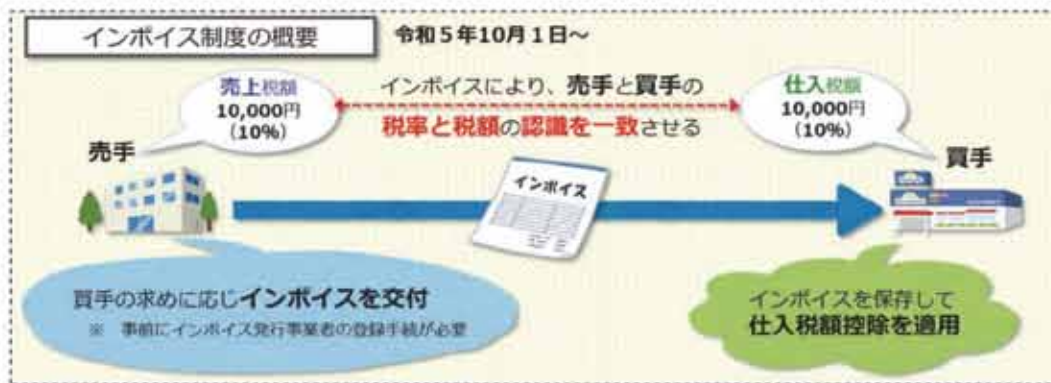 インボイス制度の概要
令和5年10月1日～
売上税額
10,000円
（10%）
インボイスにより、売手と買手の
税率と税額の認識を一致させる
仕入税額
10,000円
（10%）
売手
買手
インボイス
買手の求めに応じインボイスを交付
※ 事前にインボイス発行事業者の登録手続が必要
インボイスを保存して
仕入税額控除を適用